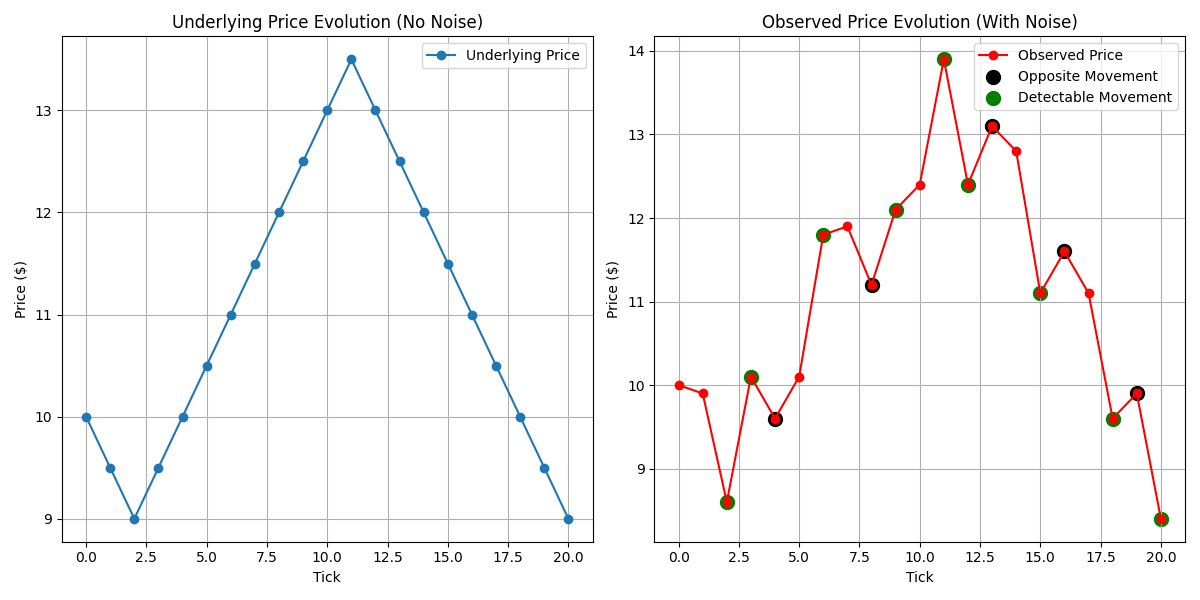 Underlying Price Evolution (No Noise)
Underlying Price
13
12
11
10
9
Price ($)
0.0 2.5 5.0 7.5 10.0 12.5 15.0 17.5 20.0
Tick
Observed Price Evolution (With Noise)
Observed Price
Opposite Movement
Detectable Movement
14
13
12
11
10
9
Price ($)
0.0 2.5 5.0 7.5 10.0 12.5 15.0 17.5 20.0
Tick